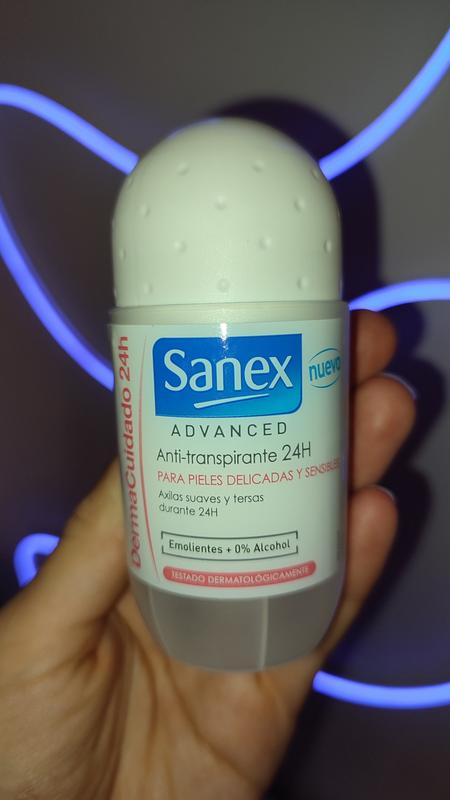 DermaCuidado 24h
Sanex
nuevo
ADVANCED
Anti-transpirante 24H
PARA PIELES DELICADAS Y SENSIBLES
Axilas suaves y tersas
durante 24H
Emolientes + 0% Alcohol
TESTADO DERMATOLÓGICAMENTE